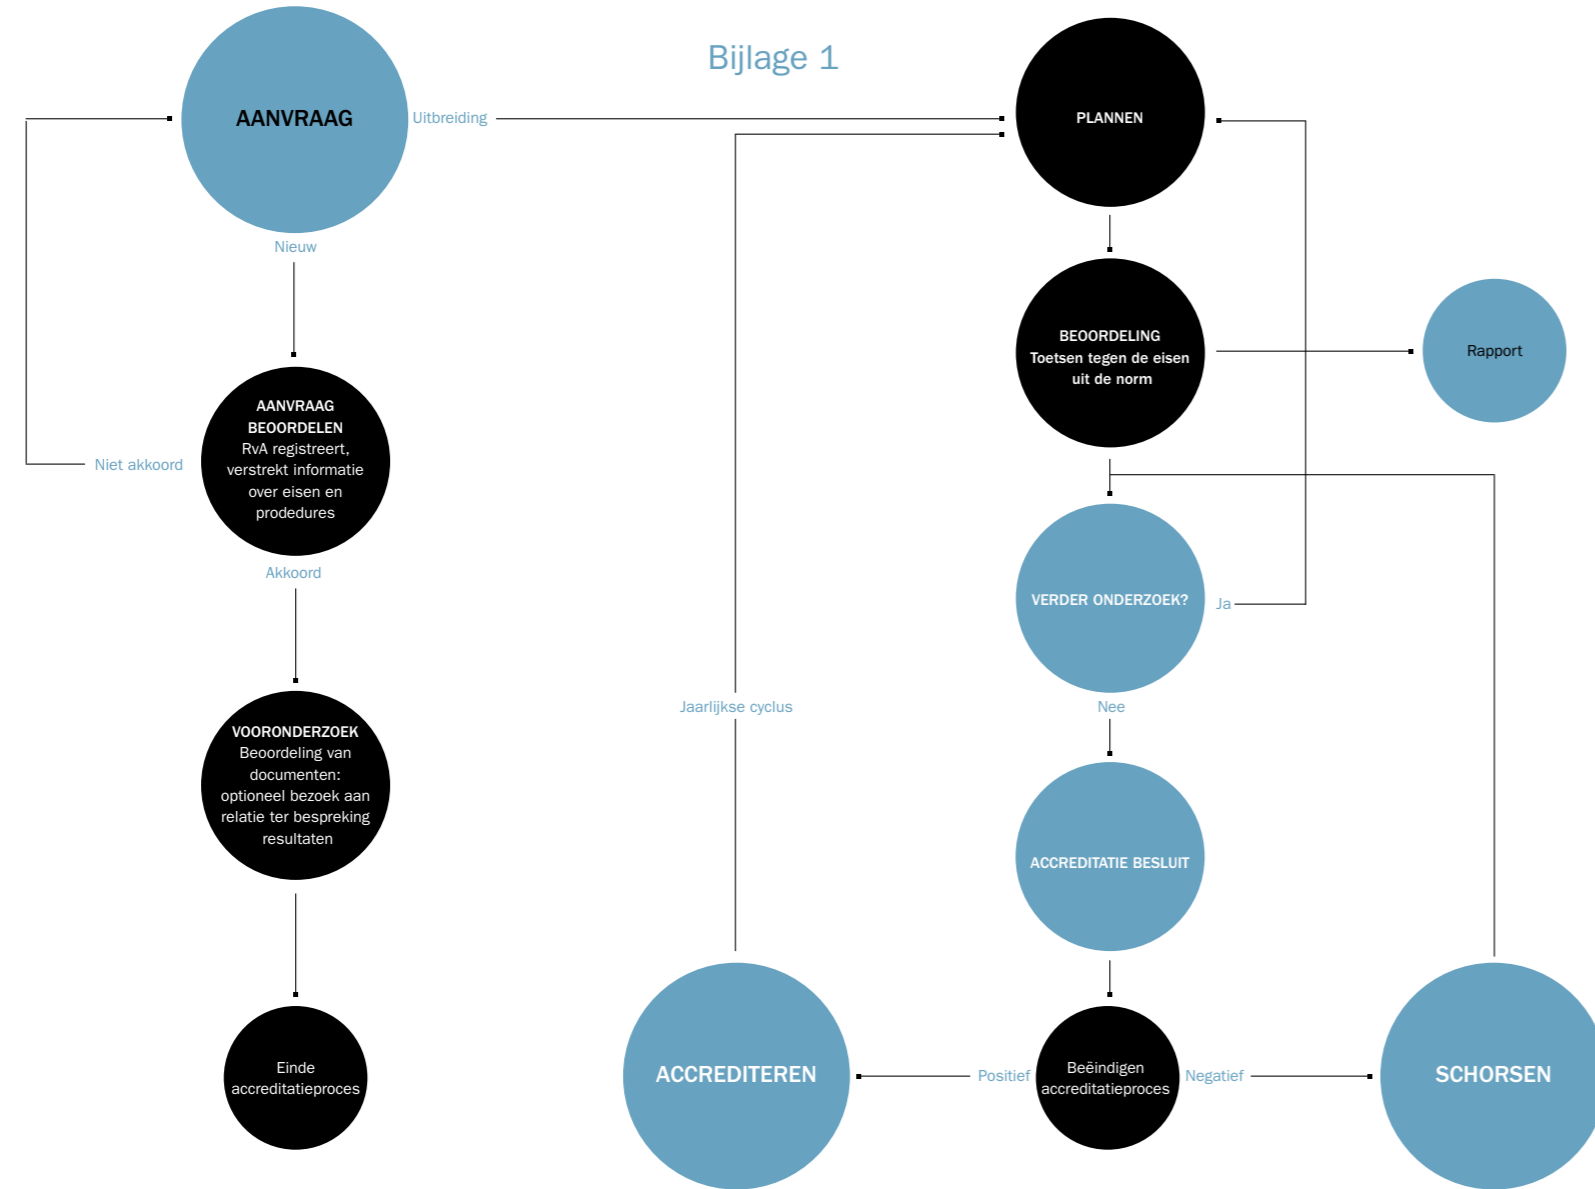 Bijlage 1
AANVRAAG
Uitbreiding
Nieuw
AANVRAAG
BEOORDELEN
RvA registreert,
verstrekt informatie
over eisen en
prodedures
Niet akkoord
Akkoord
VOORONDERZOEK
Beoordeling van
documenten:
optioneel bezoek aan
relatie ter bespreking
resultaten
Einde
accreditatieproces
PLANNEN
BEOORDELING
Toetsen tegen de eisen
uit de norm
Rapport
VERDER ONDERZOEK?
Ja
Nee
Jaarlijkse cyclus
ACCREDITATIE BESLUIT
ACCREDITEREN
Positief
Beëindigen
accreditatieproces
Negatief
SCHORSEN